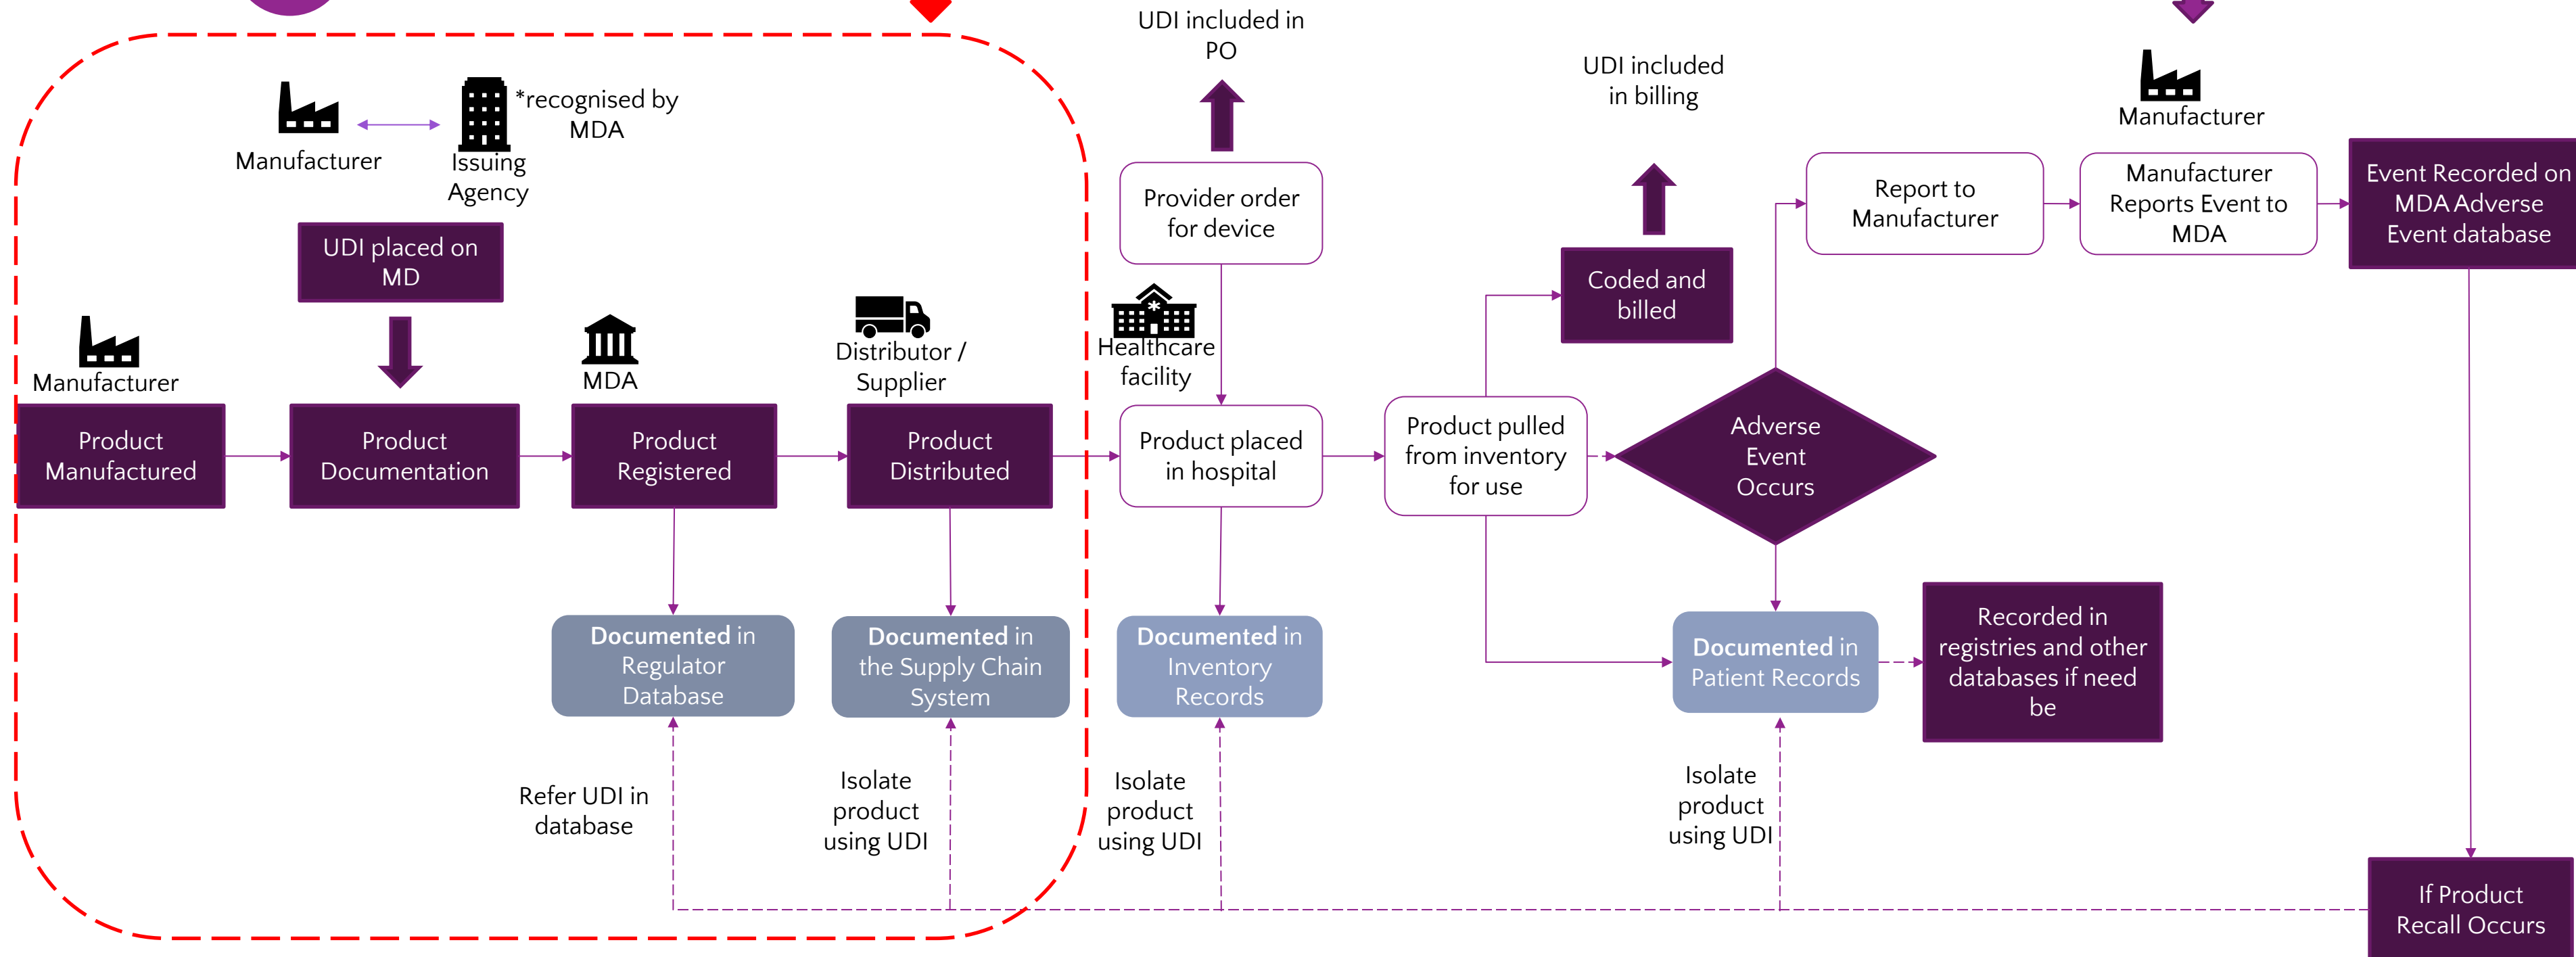 UDI included in
PO
UDI included
in billing
Manufacturer
Issuing
Agency
*recognised by
MDA
Manufacturer
UDI placed on
MD
Provider order
for device
Coded and
billed
Report to
Manufacturer
Manufacturer
Reports Event to
MDA
Event Recorded on
MDA Adverse
Event database
Manufacturer
MDA
Distributor /
Supplier
Healthcare
facility
Product
Manufactured
Product
Documentation
Product
Registered
Product
Distributed
Product placed
in hospital
Product pulled
from inventory
for use
Adverse
Event
Occurs
Documented in
Regulator
Database
Documented in
the Supply Chain
System
Documented in
Inventory
Records
Documented in
Patient Records
Recorded in
registries and other
databases if need
be
Refer UDI in
database
Isolate
product
using UDI
Isolate
product
using UDI
Isolate
product
using UDI
If Product
Recall Occurs